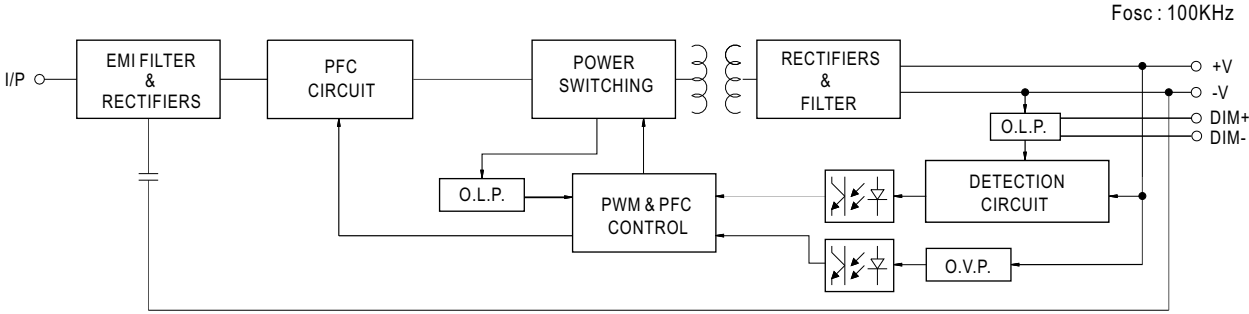 Fosc : 100KHz
I/P
EMI FILTER
&
RECTIFIERS
PFC
CIRCUIT
POWER
SWITCHING
RECTIFIERS
&
FILTER
+V
-V
DIM+
DIM-
O.L.P.
O.L.P.
PWM & PFC
CONTROL
DETECTION
CIRCUIT
O.V.P.